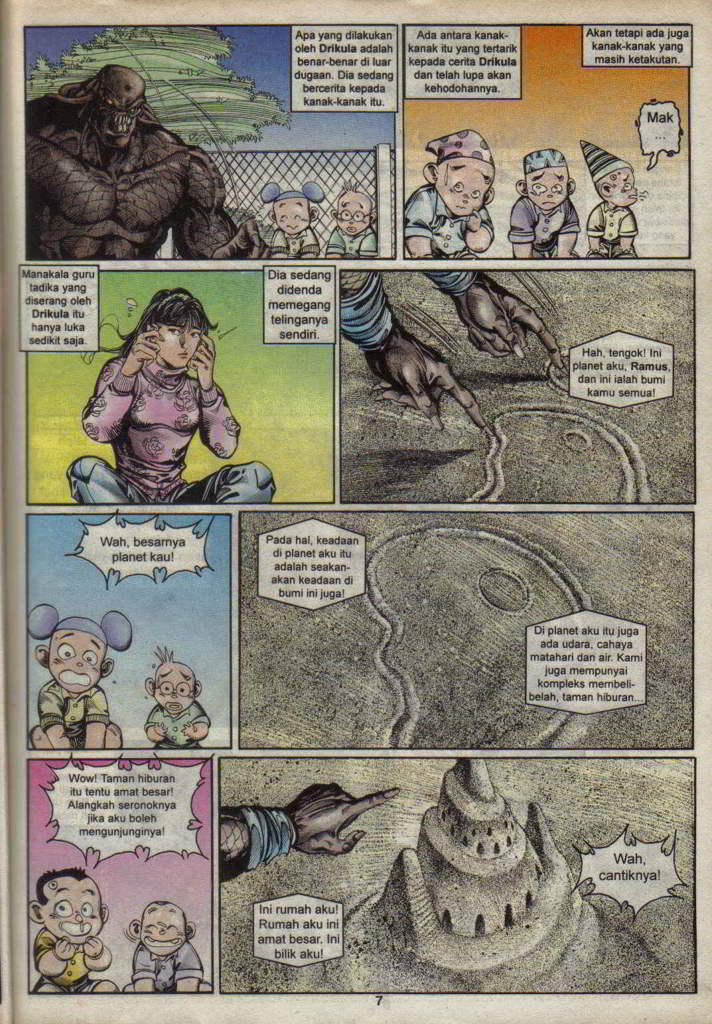 Apa yang dilakukan
oleh Drikula adalah
benar-benar di luar
dugaan. Dia sedang
bercerita kepada
kanak-kanak itu.
Ada antara kanak-
kanak itu yang tertarik
kepada cerita Drikula
dan telah lupa akan
kehodohannya.
Akan tetapi ada juga
kanak-kanak yang
masih ketakutan.
Mak
...
Manakala guru
tadika yang
diserang oleh
Drikula itu
hanya luka
sedikit saja.
Dia sedang
didenda
memegang
telinganya
sendiri.
Hah, tengok! Ini
planet aku, Ramus,
dan ini ialah bumi
kamu semua!
Wah, besarnya
planet kau!
Pada hal, keadaan
di planet aku itu
adalah seakan-
akan keadaan di
bumi ini juga!
Di planet aku itu juga
ada udara, cahaya
matahari dan air. Kami
juga mempunyai
kompleks membeli-
belah, taman hiburan...
Wow! Taman hiburan
itu tentu amat besar!
Alangkah seronoknya
jika aku boleh
mengunjunginya!
Ini rumah aku!
Rumah aku ini
amat besar. Ini
bilik aku!
Wah,
cantiknya!
7